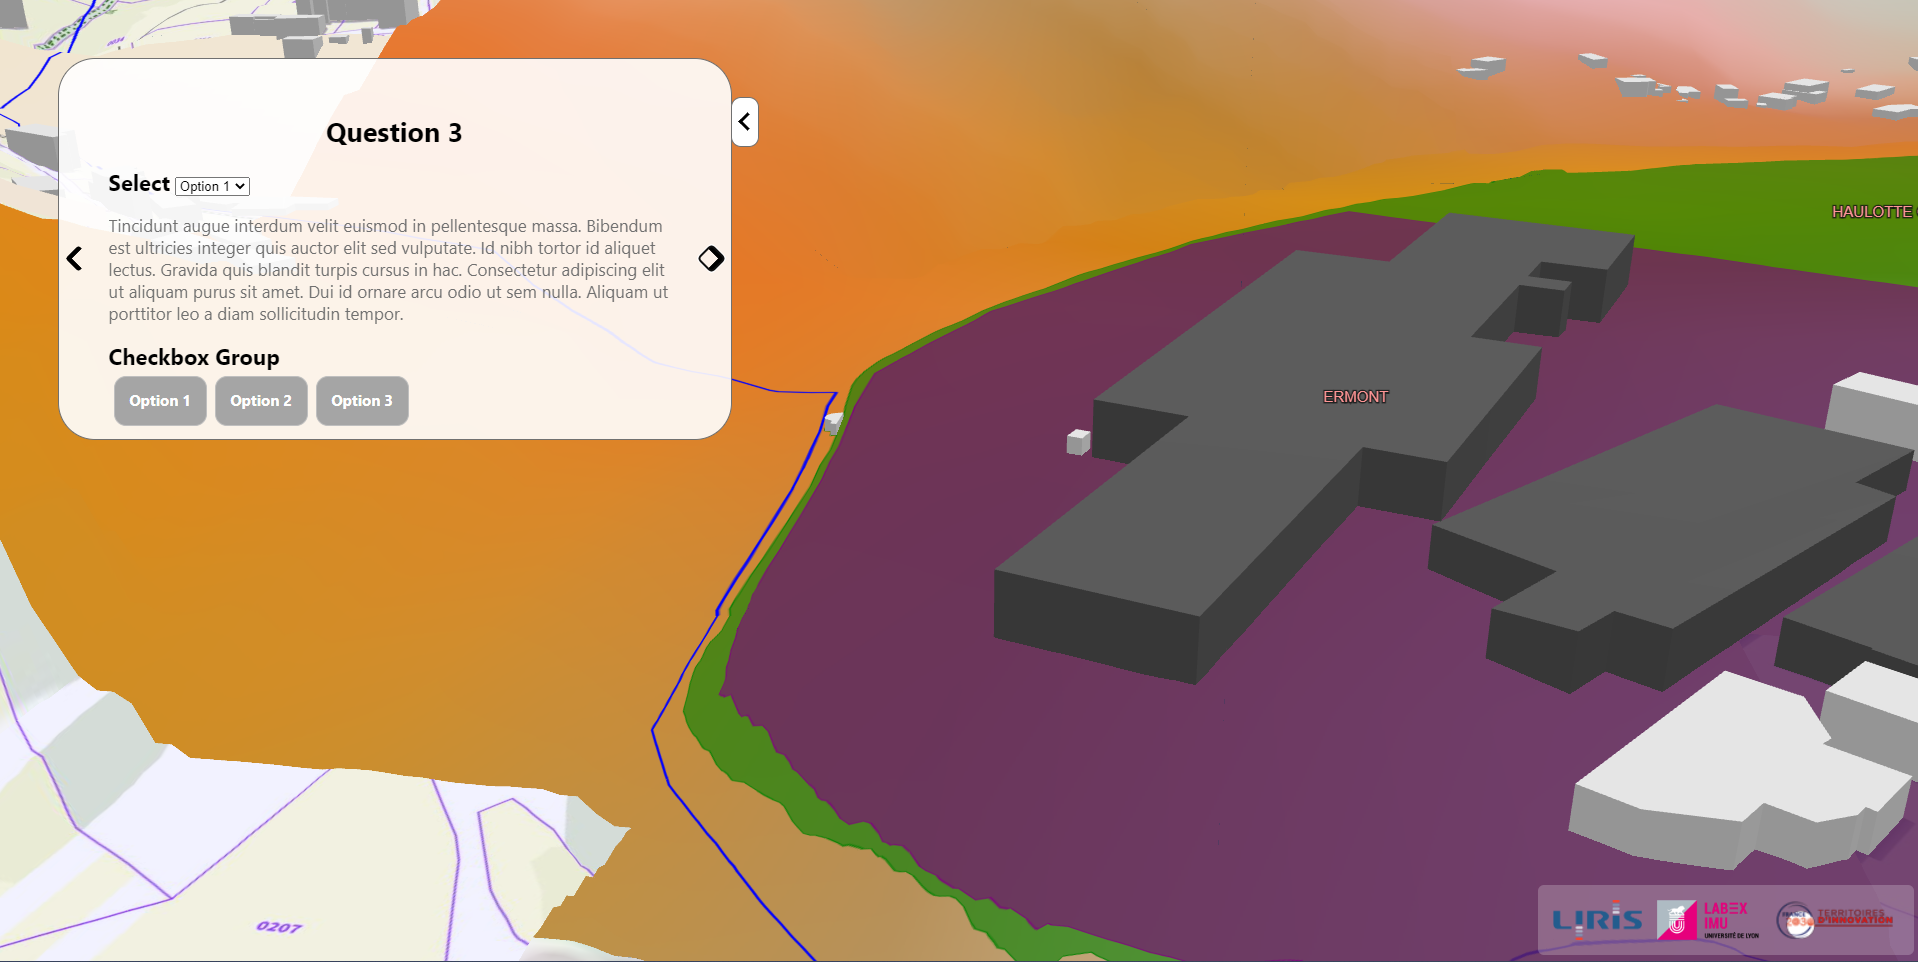 Question 3
Select Option 1
Tincidunt augue interdum velit euismod in pellentesque massa. Bibendum
est ultricies integer quis auctor elit sed vulputate. Id nibh tortor id aliquet
lectus. Gravida quis blandit turpis cursus in hac. Consectetur adipiscing elit
ut aliquam purus sit amet. Dui id ornare arcu odio ut sem nulla. Aliquam ut
porttitor leo a diam sollicitudin tempor.
Checkbox Group
Option 1 Option 2 Option 3
HAULOTTE
ERMONT
0207
LIRIS
LABEX
IMU
UNIVERSITÉ DE LYON
FRANCE
2030
TERRITOIRES
D'INNOVATION